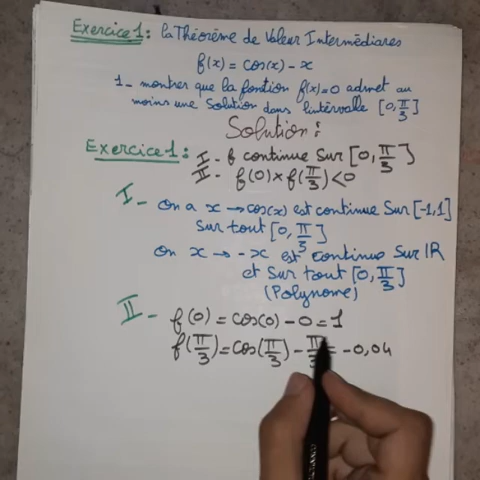 Exercice 1: la Théorème de Valeur Intermédiares
f(x) = cos(x) - x
1 - montrer que la fonction f(x)=0 admet au
moins une Solution dans l'intervalle [0, π/3]
Solution:
Exercice 1: I - f continue sur [0, π/3]
II - f(0) × f(π/3) < 0
I - On a x → cos(x) est continue Sur [-1,1]
Sur tout [0, π/3]
on x → -x est continue Sur IR
et Sur tout [0, π/3]
(Polynome)
II - f(0) = cos(0) - 0 = 1
f(π/3) = cos(π/3) - π/3 = -0,04